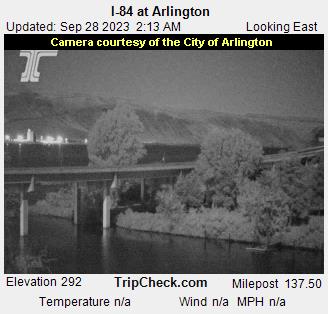 I-84 at Arlington
Updated: Sep 28 2023 2:13 AM Looking East
Camera courtesy of the City of Arlington
Elevation 292 TripCheck.com Milepost 137.50
Temperature n/a Wind n/a MPH n/a